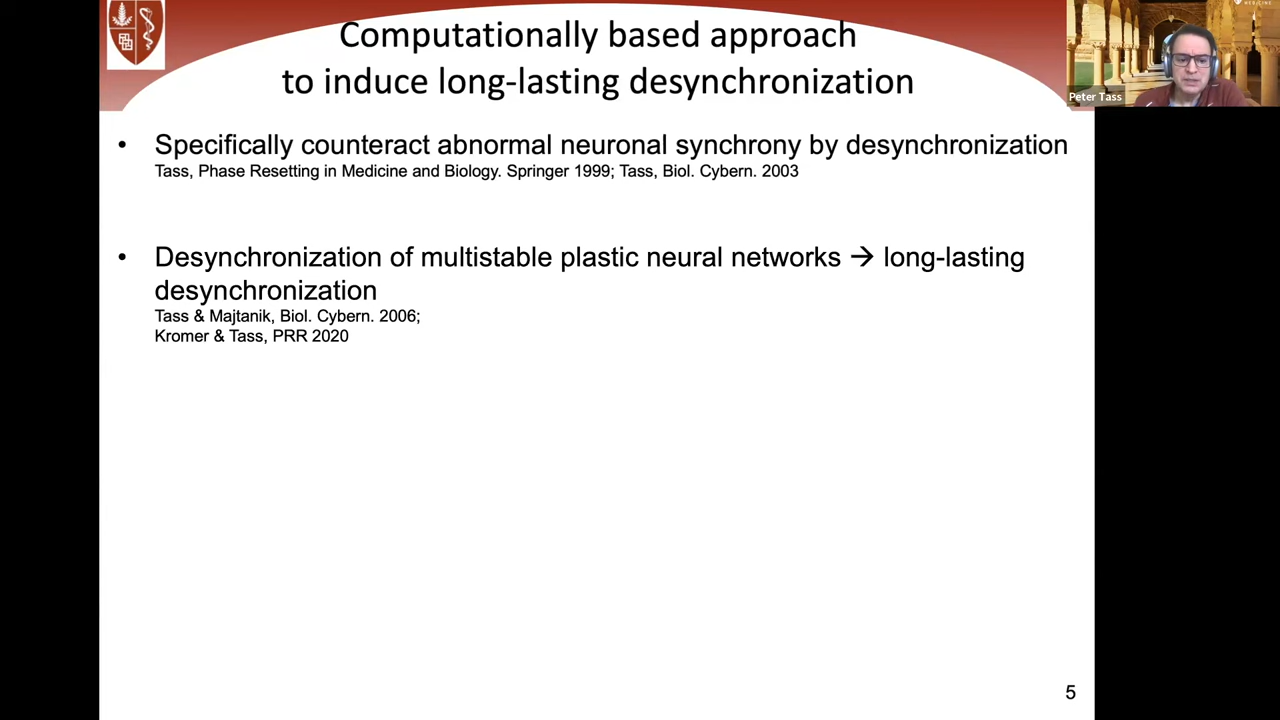 Computationally based approach
to induce long-lasting desynchronization
MEDICINE
Peter Tass
• Specifically counteract abnormal neuronal synchrony by desynchronization
Tass, Phase Resetting in Medicine and Biology. Springer 1999; Tass, Biol. Cybern. 2003
• Desynchronization of multistable plastic neural networks → long-lasting
desynchronization
Tass & Majtanik, Biol. Cybern. 2006;
Kromer & Tass, PRR 2020
5